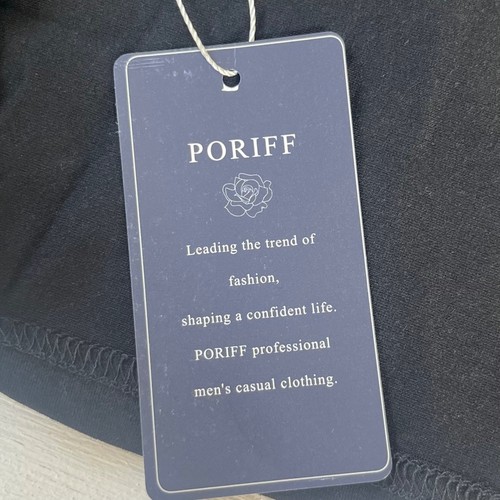 PORIFF
Leading the trend of
fashion,
shaping a confident life.
PORIFF professional
men's casual clothing.